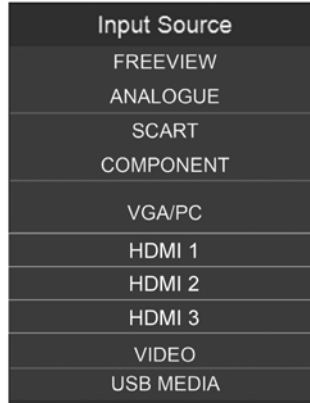 Input Source
FREEVIEW
ANALOGUE
SCART
COMPONENT
VGA/PC
HDMI 1
HDMI 2
HDMI 3
VIDEO
USB MEDIA